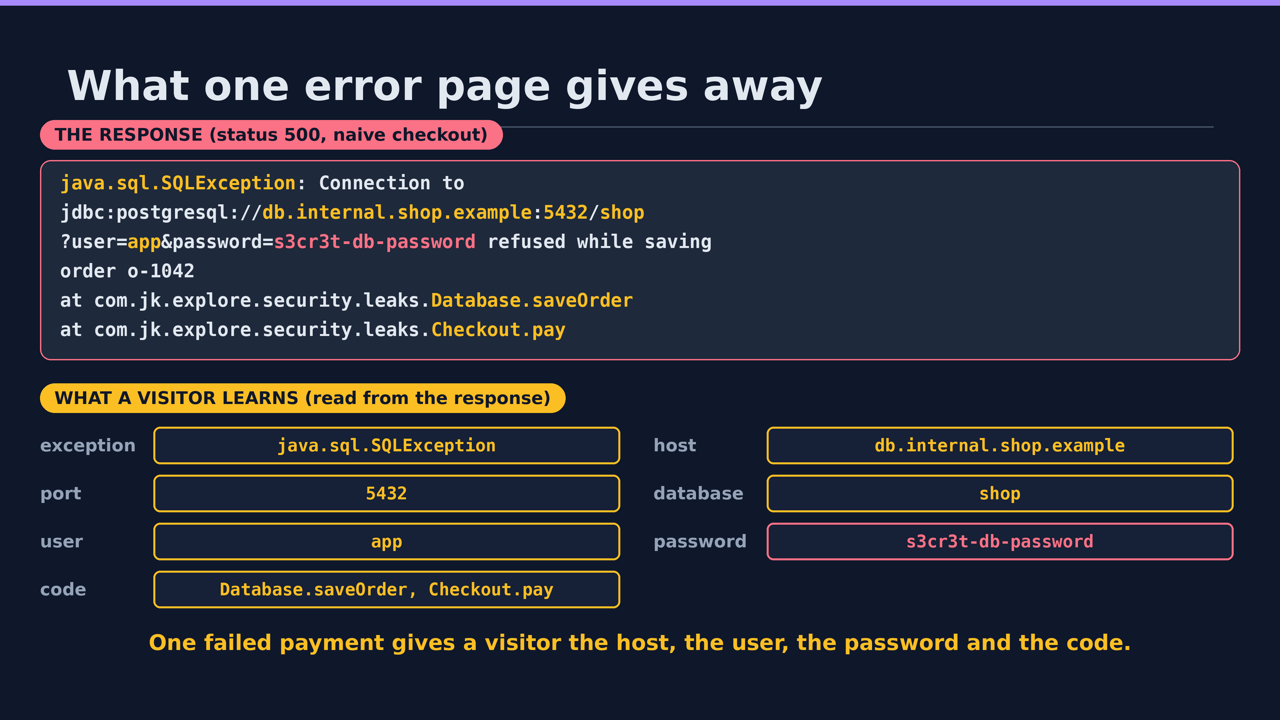 What one error page gives away
THE RESPONSE (status 500, naive checkout)
java.sql.SQLException: Connection to
jdbc:postgresql://db.internal.shop.example:5432/shop
?user=app&password=s3cr3t-db-password refused while saving
order o-1042
at com.jk.explore.security.leaks.Database.saveOrder
at com.jk.explore.security.leaks.Checkout.pay
WHAT A VISITOR LEARNS (read from the response)
exception java.sql.SQLException host db.internal.shop.example
port 5432 database shop
user app password s3cr3t-db-password
code Database.saveOrder, Checkout.pay
One failed payment gives a visitor the host, the user, the password and the code.